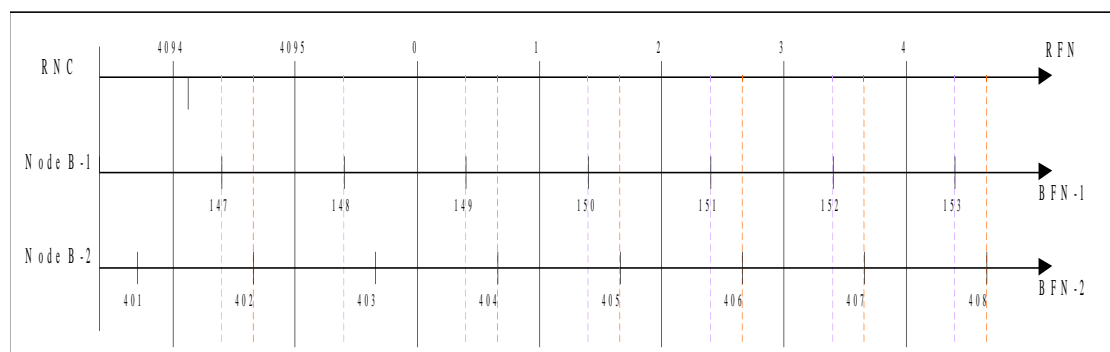 4094 4095 0 1 2 3 4 RFN
RNC
Node B-1
BFN-1
147 148 149 150 151 152 153
Node B-2
BFN-2
401 402 403 404 405 406 407 408